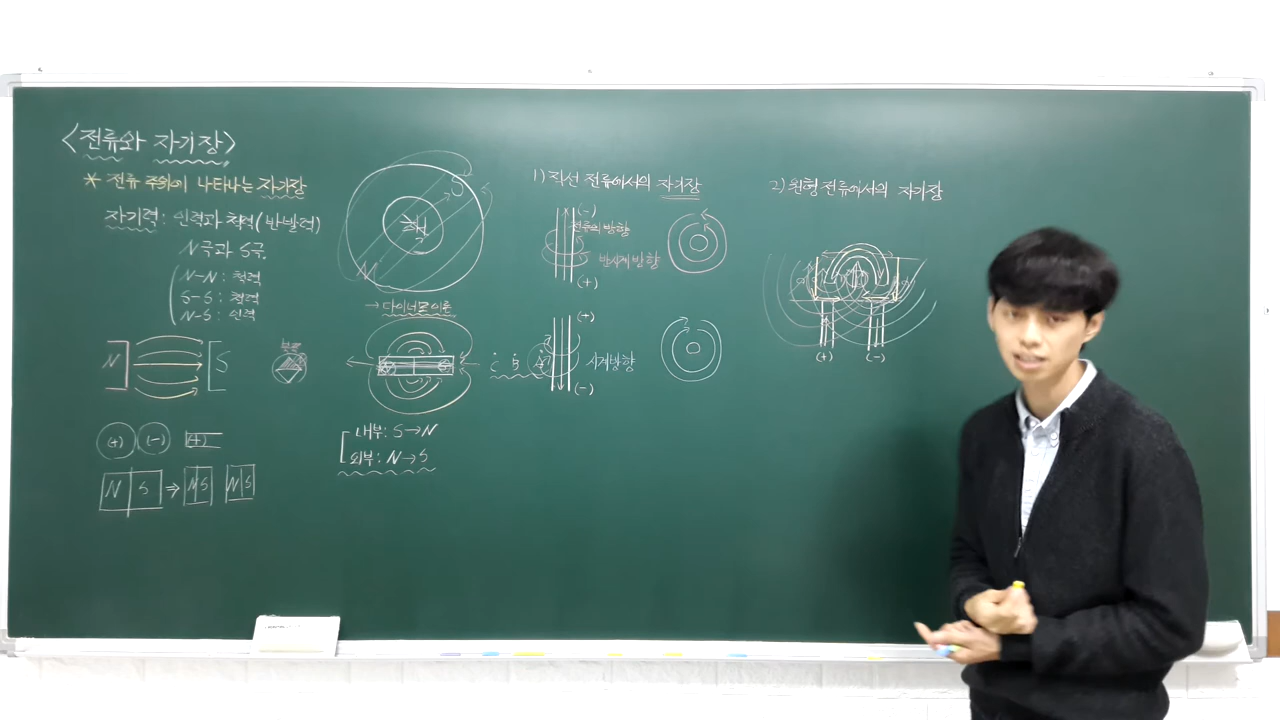 <전류와 자기장>
* 전류 주위에 나타나는 자기장
자기력: 인력과 척력(반발력)
N극과 S극.
N-N: 척력
S-S: 척력
N-S: 인력
N S
(+) (-) (+)
N S ⇒ N S N S
S
N
→ 다이너모이론
내부: S→N
외부: N→S
1) 직선 전류에서의 자기장
(-)
전류의 방향
반시계 방향
(+)
(+)
C B A
시계방향
(-)
2) 원형 전류에서의 자기장
(+) (-)